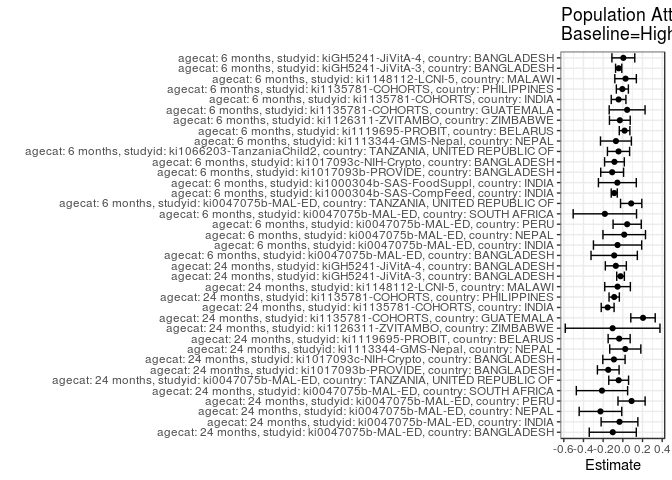 Population Att
Baseline=High
agecat: 6 months, studyid: kiGH5241-JiVitA-4, country: BANGLADESH
agecat: 6 months, studyid: kiGH5241-JiVitA-3, country: BANGLADESH
agecat: 6 months, studyid: ki1148112-LCNI-5, country: MALAWI
agecat: 6 months, studyid: ki1135781-COHORTS, country: PHILIPPINES
agecat: 6 months, studyid: ki1135781-COHORTS, country: INDIA
agecat: 6 months, studyid: ki1135781-COHORTS, country: GUATEMALA
agecat: 6 months, studyid: ki1126311-ZVITAMBO, country: ZIMBABWE
agecat: 6 months, studyid: ki1119695-PROBIT, country: BELARUS
agecat: 6 months, studyid: ki1113344-GMS-Nepal, country: NEPAL
agecat: 6 months, studyid: ki1066203-TanzaniaChild2, country: TANZANIA, UNITED REPUBLIC OF
agecat: 6 months, studyid: ki1017093c-NIH-Crypto, country: BANGLADESH
agecat: 6 months, studyid: ki1017093b-PROVIDE, country: BANGLADESH
agecat: 6 months, studyid: ki1000304b-SAS-FoodSuppl, country: INDIA
agecat: 6 months, studyid: ki1000304b-SAS-CompFeed, country: INDIA
agecat: 6 months, studyid: ki0047075b-MAL-ED, country: TANZANIA, UNITED REPUBLIC OF
agecat: 6 months, studyid: ki0047075b-MAL-ED, country: SOUTH AFRICA
agecat: 6 months, studyid: ki0047075b-MAL-ED, country: PERU
agecat: 6 months, studyid: ki0047075b-MAL-ED, country: NEPAL
agecat: 6 months, studyid: ki0047075b-MAL-ED, country: INDIA
agecat: 6 months, studyid: ki0047075b-MAL-ED, country: BANGLADESH
agecat: 24 months, studyid: kiGH5241-JiVitA-4, country: BANGLADESH
agecat: 24 months, studyid: kiGH5241-JiVitA-3, country: BANGLADESH
agecat: 24 months, studyid: ki1148112-LCNI-5, country: MALAWI
agecat: 24 months, studyid: ki1135781-COHORTS, country: PHILIPPINES
agecat: 24 months, studyid: ki1135781-COHORTS, country: INDIA
agecat: 24 months, studyid: ki1135781-COHORTS, country: GUATEMALA
agecat: 24 months, studyid: ki1126311-ZVITAMBO, country: ZIMBABWE
agecat: 24 months, studyid: ki1119695-PROBIT, country: BELARUS
agecat: 24 months, studyid: ki1113344-GMS-Nepal, country: NEPAL
agecat: 24 months, studyid: ki1017093c-NIH-Crypto, country: BANGLADESH
agecat: 24 months, studyid: ki1017093b-PROVIDE, country: BANGLADESH
agecat: 24 months, studyid: ki0047075b-MAL-ED, country: TANZANIA, UNITED REPUBLIC OF
agecat: 24 months, studyid: ki0047075b-MAL-ED, country: SOUTH AFRICA
agecat: 24 months, studyid: ki0047075b-MAL-ED, country: PERU
agecat: 24 months, studyid: ki0047075b-MAL-ED, country: NEPAL
agecat: 24 months, studyid: ki0047075b-MAL-ED, country: INDIA
agecat: 24 months, studyid: ki0047075b-MAL-ED, country: BANGLADESH
-0.6 -0.4 -0.2 0.0 0.2 0.4
Estimate